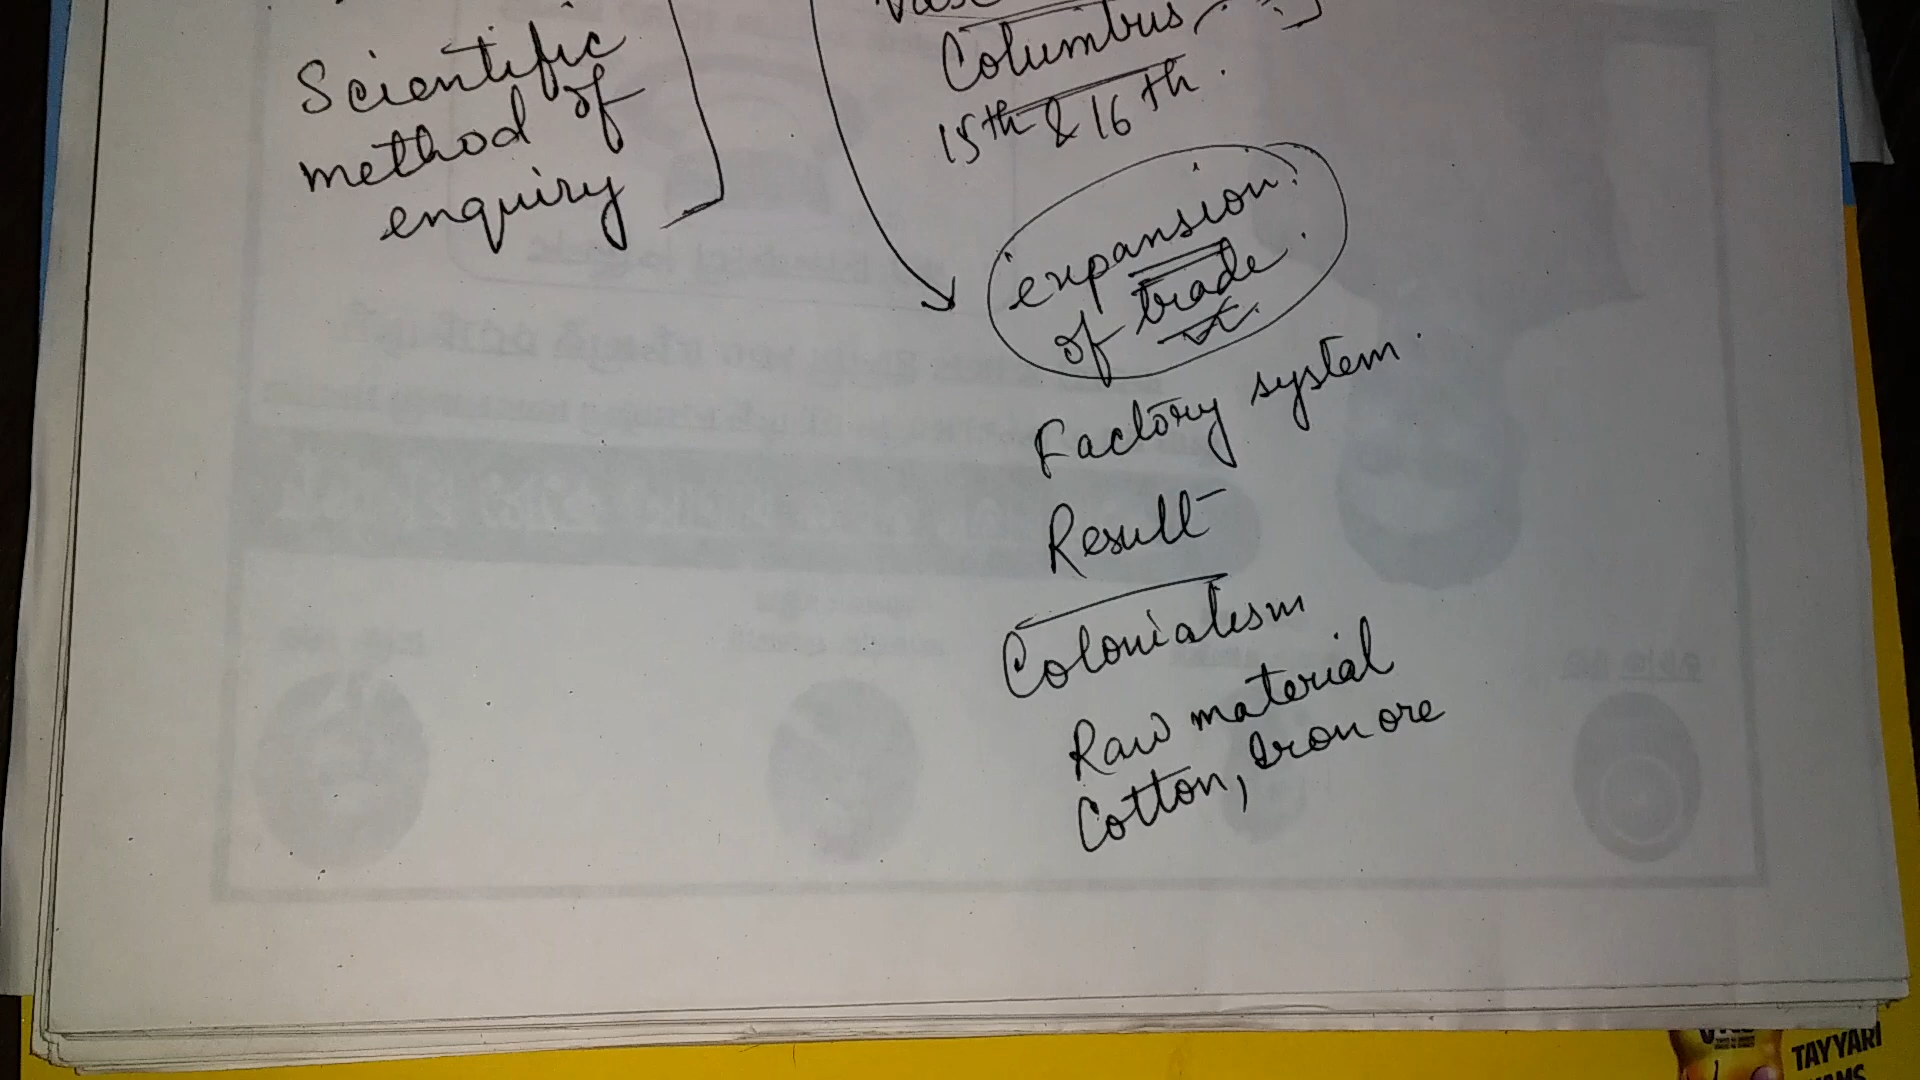 Scientific
method of
enquiry
Columbus
15th & 16th.
expansion
of trade.
Factory system.
Result
Colonialism
Raw material
Cotton, Iron ore
TAYYARI